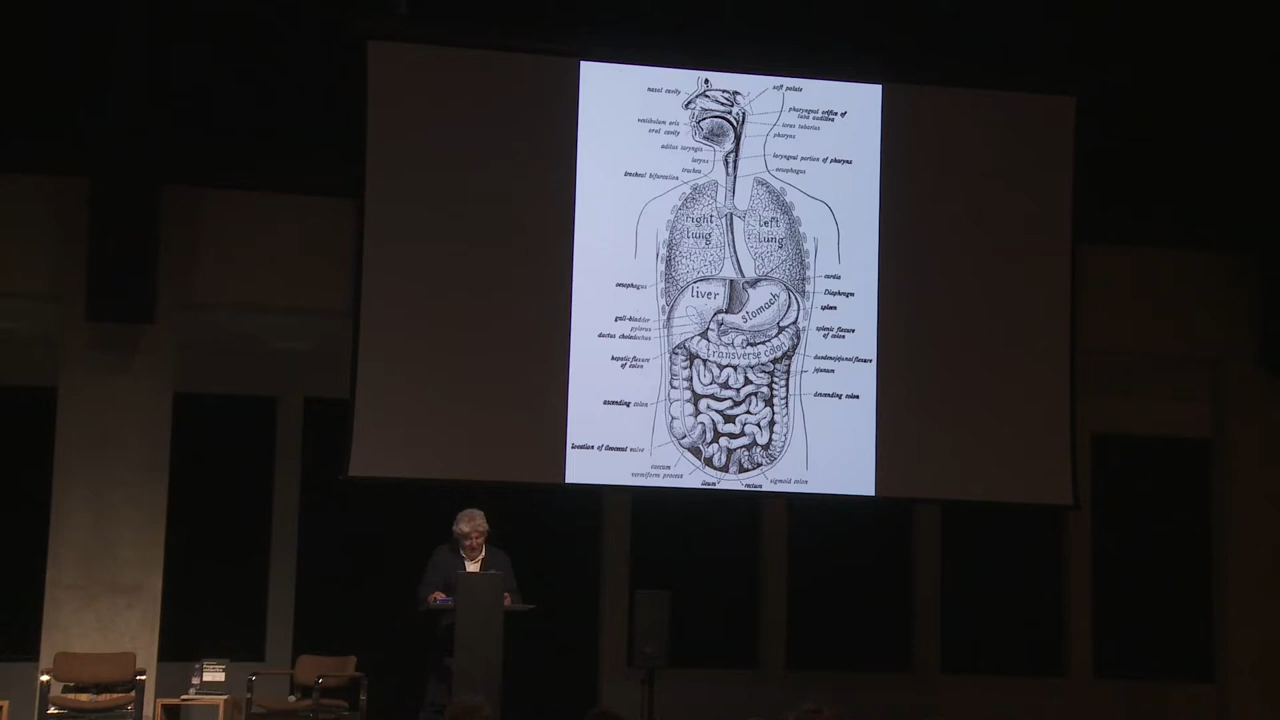 nasal cavity
soft palate
pharyngeal orifice of
tuba auditiva
vestibulum oris
torus tubarius
oral cavity
pharynx
aditus laryngis
larynx
laryngeal portion of pharynx
trachea
oesophagus
tracheal bifurcation
right
lung
left
lung
cardia
oesophagus
Diaphragm
liver
stomach
spleen
gall-bladder
pylorus
ductus choledochus
splenic flexure
of colon
transverse colon
hepatic flexure
of colon
duodenojejunal flexure
jejunum
ascending colon
descending colon
location of ileocecal valve
caecum
vermiform process
ileum
rectum
sigmoid colon
Programme